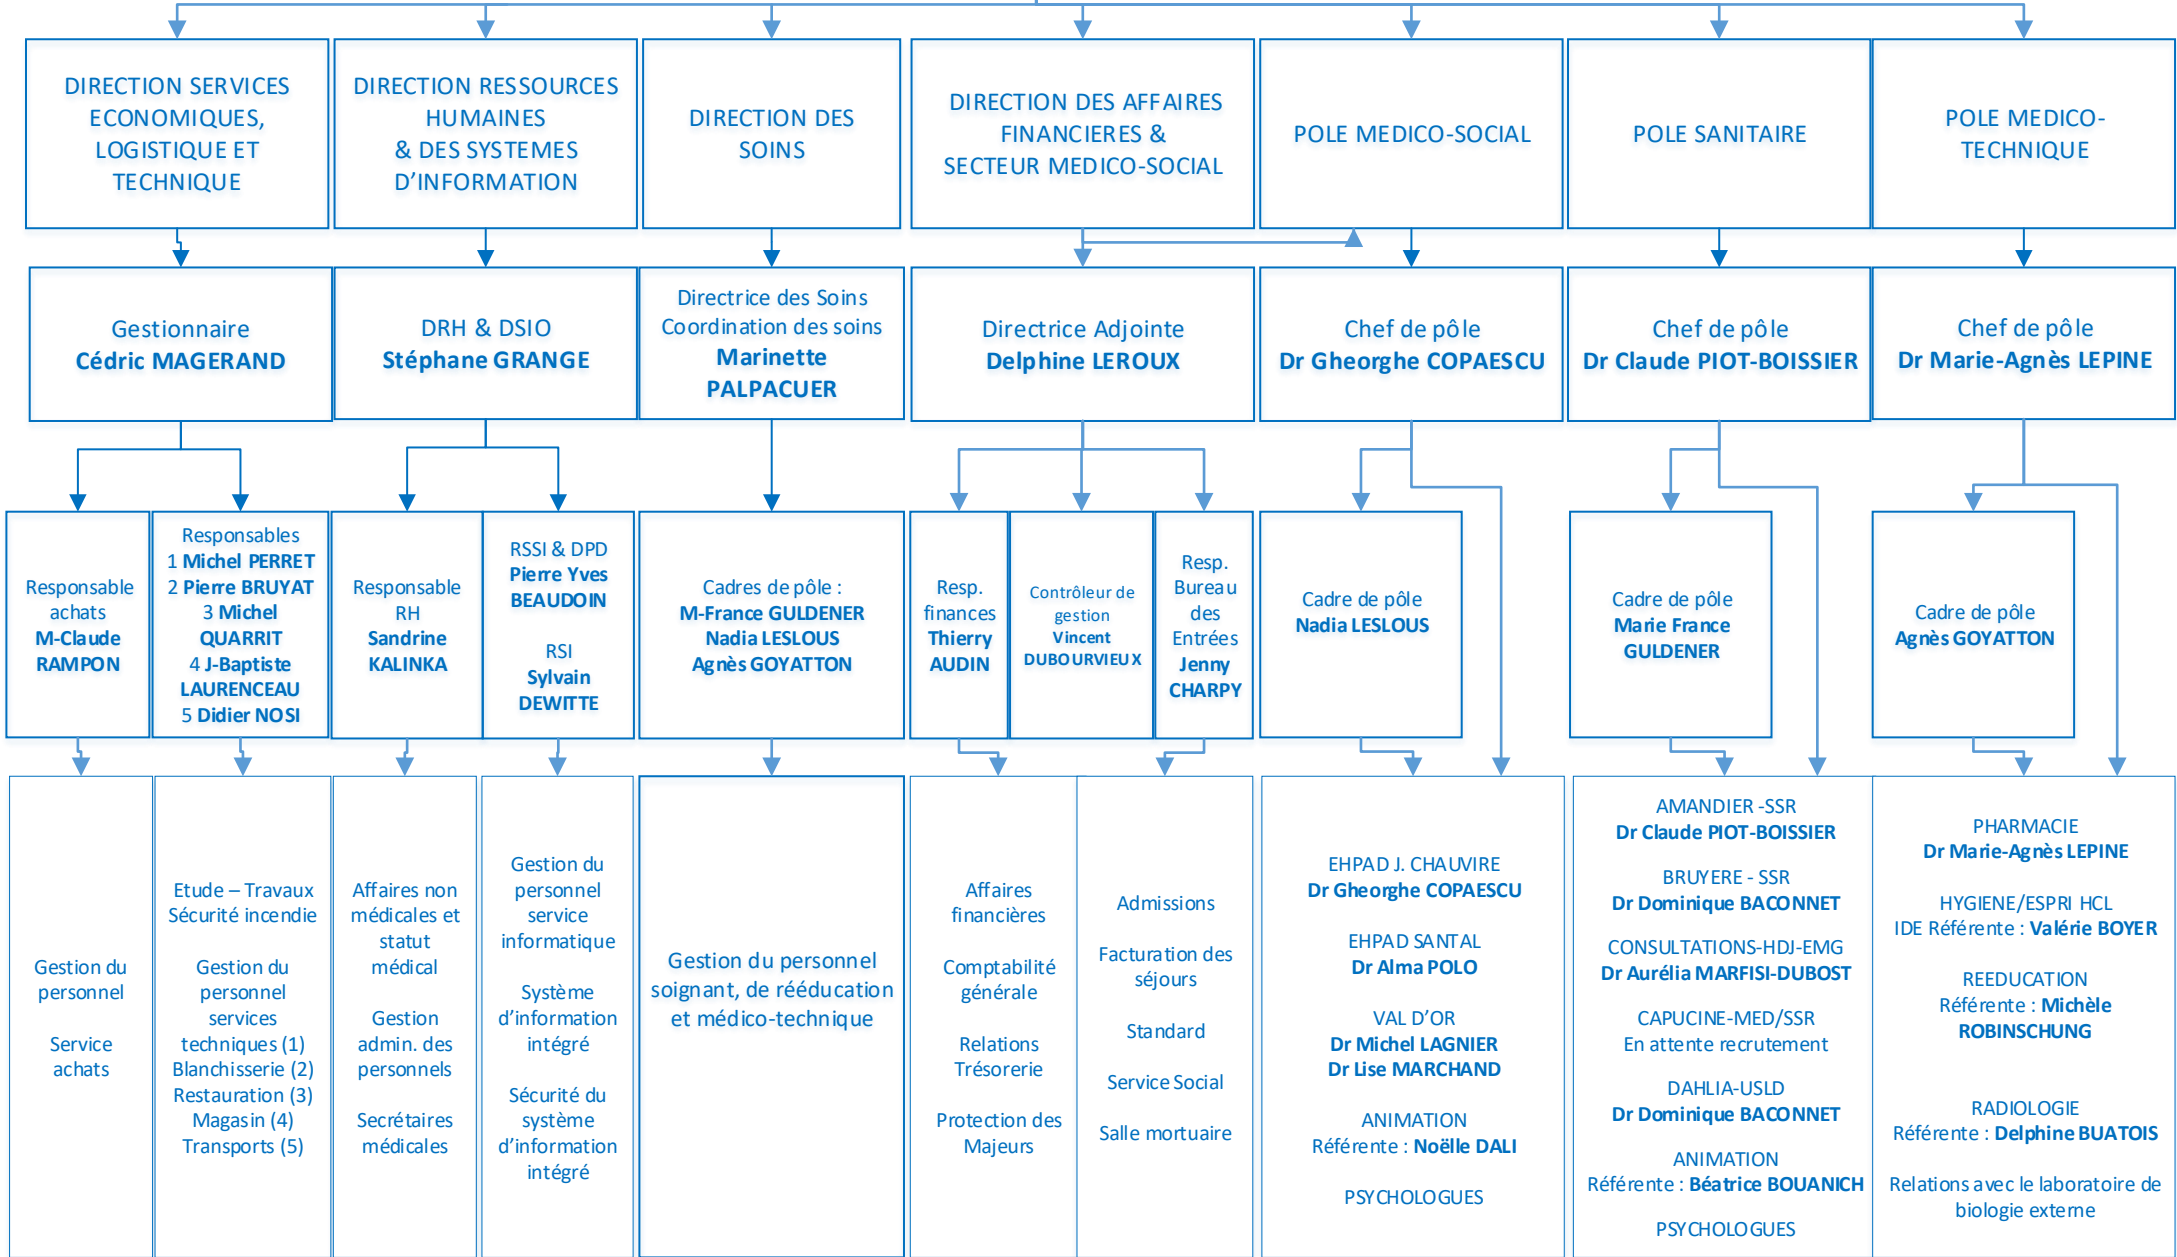 DIRECTION SERVICES
ECONOMIQUES,
LOGISTIQUE ET
TECHNIQUE
DIRECTION RESSOURCES
HUMAINES
& DES SYSTEMES
D’INFORMATION
DIRECTION DES
SOINS
DIRECTION DES AFFAIRES
FINANCIERES &
SECTEUR MEDICO-SOCIAL
POLE MEDICO-SOCIAL
POLE SANITAIRE
POLE MEDICO-
TECHNIQUE
Gestionnaire
Cédric MAGERAND
DRH & DSIO
Stéphane GRANGE
Directrice des Soins
Coordination des soins
Marinette
PALPACUER
Directrice Adjointe
Delphine LEROUX
Chef de pôle
Dr Gheorghe COPAESCU
Chef de pôle
Dr Claude PIOT-BOISSIER
Chef de pôle
Dr Marie-Agnès LEPINE
Responsable
achats
M-Claude
RAMPON
Responsables
1 Michel PERRET
2 Pierre BRUYAT
3 Michel
QUARRIT
4 J-Baptiste
LAURENCEAU
5 Didier NOSI
Responsable
RH
Sandrine
KALINKA
RSSI & DPD
Pierre Yves
BEAUDOIN
RSI
Sylvain
DEWITTE
Cadres de pôle :
M-France GULDENER
Nadia LESLOUS
Agnès GOYATTON
Resp.
finances
Thierry
AUDIN
Contrôleur de
gestion
Vincent
DUBOURVIEUX
Resp.
Bureau
des
Entrées
Jenny
CHARPY
Cadre de pôle
Nadia LESLOUS
Cadre de pôle
Marie France
GULDENER
Cadre de pôle
Agnès GOYATTON
Gestion du
personnel
Service
achats
Etude – Travaux
Sécurité incendie
Gestion du
personnel
services
techniques (1)
Blanchisserie (2)
Restauration (3)
Magasin (4)
Transports (5)
Affaires non
médicales et
statut
médical
Gestion
admin. des
personnels
Secrétaires
médicales
Gestion du
personnel
service
informatique
Système
d’information
intégré
Sécurité du
système
d’information
intégré
Gestion du personnel
soignant, de rééducation
et médico-technique
Affaires
financières
Comptabilité
générale
Relations
Trésorerie
Protection des
Majeurs
Admissions
Facturation des
séjours
Standard
Service Social
Salle mortuaire
EHPAD J. CHAUVIRE
Dr Gheorghe COPAESCU
EHPAD SANTAL
Dr Alma POLO
VAL D’OR
Dr Michel LAGNIER
Dr Lise MARCHAND
ANIMATION
Référente : Noëlle DALI
PSYCHOLOGUES
AMANDIER -SSR
Dr Claude PIOT-BOISSIER
BRUYERE - SSR
Dr Dominique BACONNET
CONSULTATIONS-HDJ-EMG
Dr Aurélia MARFISI-DUBOST
CAPUCINE-MED/SSR
En attente recrutement
DAHLIA-USLD
Dr Dominique BACONNET
ANIMATION
Référente : Béatrice BOUANICH
PSYCHOLOGUES
PHARMACIE
Dr Marie-Agnès LEPINE
HYGIENE/ESPRI HCL
IDE Référente : Valérie BOYER
REEDUCATION
Référente : Michèle
ROBINSCHUNG
RADIOLOGIE
Référente : Delphine BUATOIS
Relations avec le laboratoire de
biologie externe